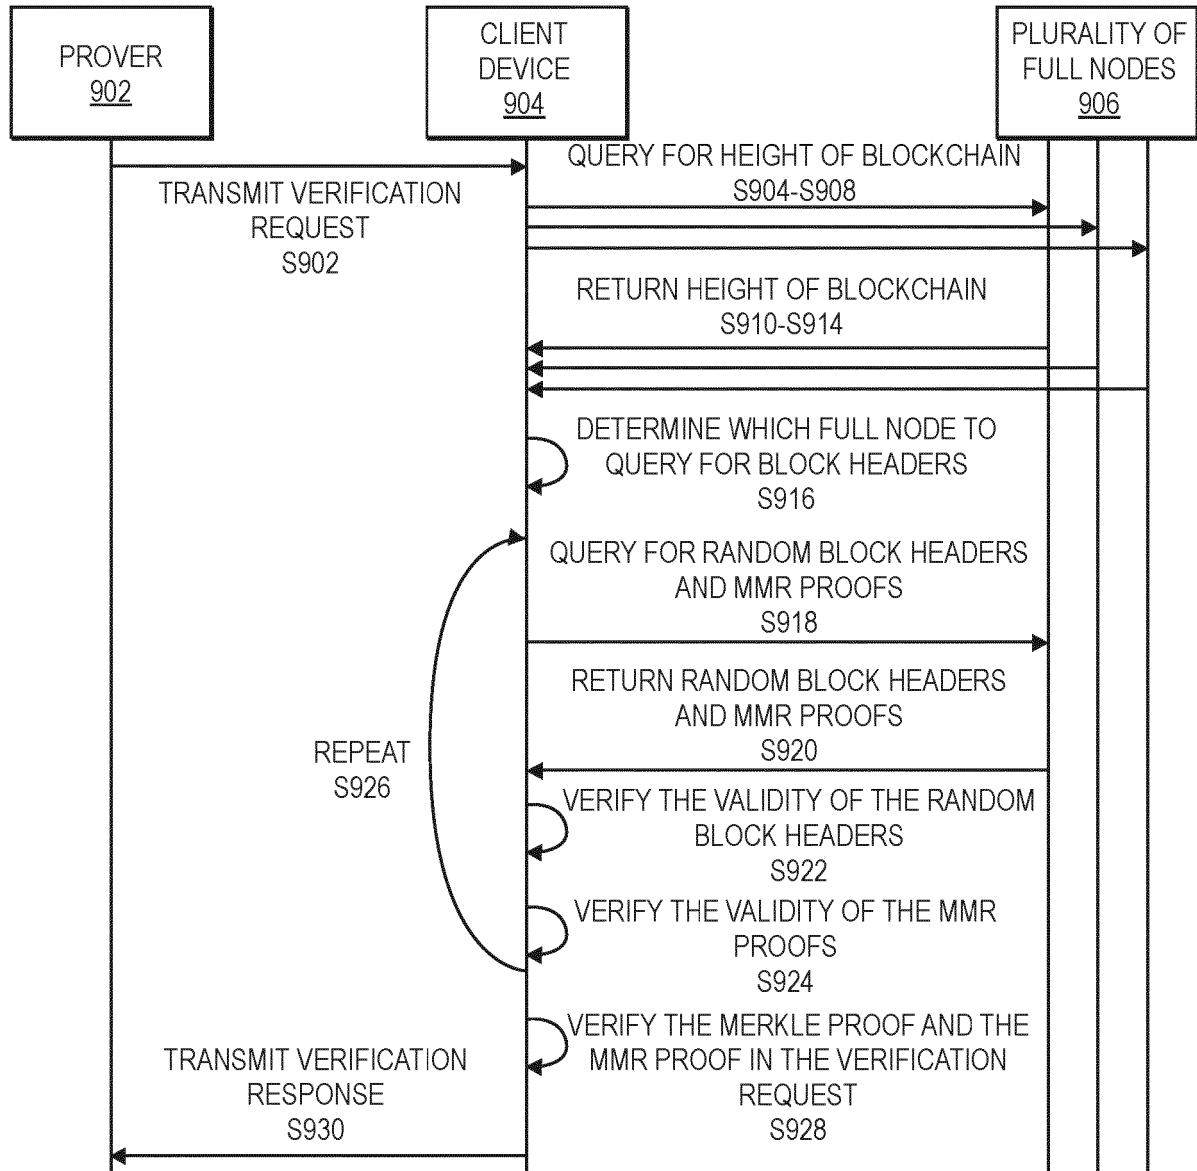 PROVER
902
CLIENT
DEVICE
904
PLURALITY OF
FULL NODES
906
TRANSMIT VERIFICATION
REQUEST
S902
QUERY FOR HEIGHT OF BLOCKCHAIN
S904-S908
RETURN HEIGHT OF BLOCKCHAIN
S910-S914
DETERMINE WHICH FULL NODE TO
QUERY FOR BLOCK HEADERS
S916
QUERY FOR RANDOM BLOCK HEADERS
AND MMR PROOFS
S918
RETURN RANDOM BLOCK HEADERS
AND MMR PROOFS
S920
REPEAT
S926
VERIFY THE VALIDITY OF THE RANDOM
BLOCK HEADERS
S922
VERIFY THE VALIDITY OF THE MMR
PROOFS
S924
VERIFY THE MERKLE PROOF AND THE
MMR PROOF IN THE VERIFICATION
REQUEST
S928
TRANSMIT VERIFICATION
RESPONSE
S930